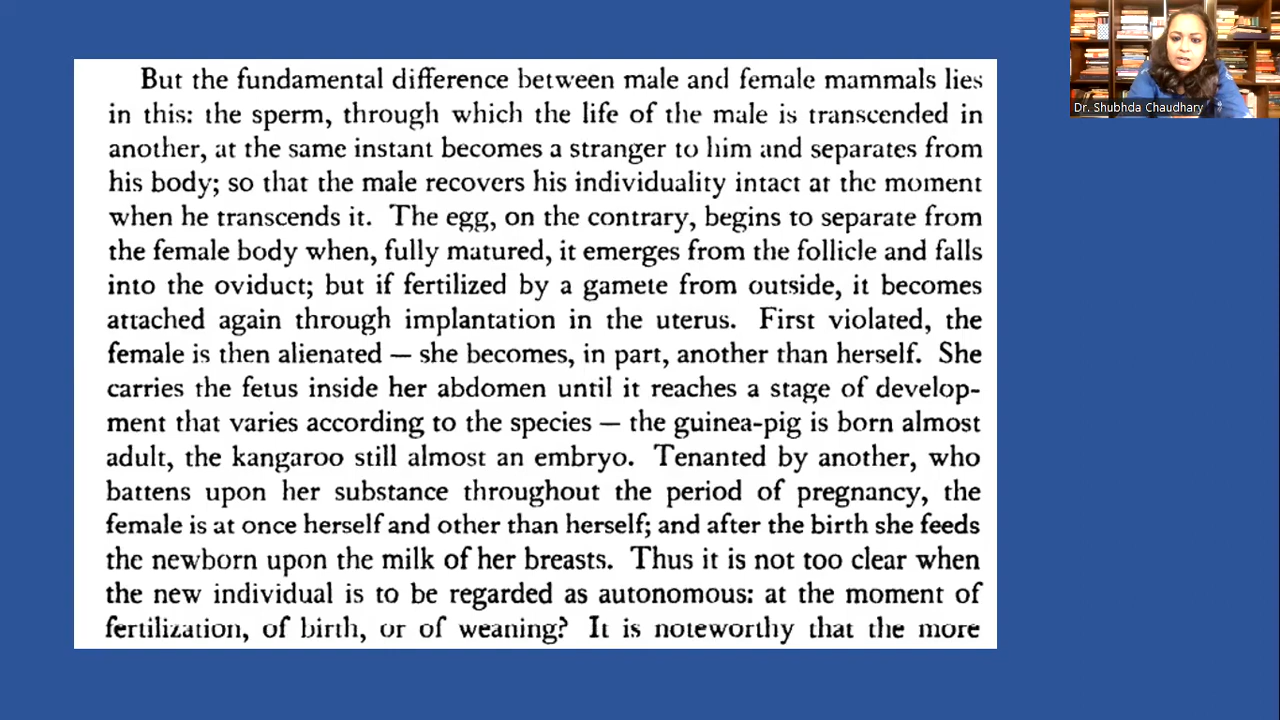 But the fundamental difference between male and female mammals lies
in this: the sperm, through which the life of the male is transcended in
another, at the same instant becomes a stranger to him and separates from
his body; so that the male recovers his individuality intact at the moment
when he transcends it. The egg, on the contrary, begins to separate from
the female body when, fully matured, it emerges from the follicle and falls
into the oviduct; but if fertilized by a gamete from outside, it becomes
attached again through implantation in the uterus. First violated, the
female is then alienated — she becomes, in part, another than herself. She
carries the fetus inside her abdomen until it reaches a stage of develop-
ment that varies according to the species — the guinea-pig is born almost
adult, the kangaroo still almost an embryo. Tenanted by another, who
battens upon her substance throughout the period of pregnancy, the
female is at once herself and other than herself; and after the birth she feeds
the newborn upon the milk of her breasts. Thus it is not too clear when
the new individual is to be regarded as autonomous: at the moment of
fertilization, of birth, or of weaning? It is noteworthy that the more
Dr. Shubhda Chaudhary